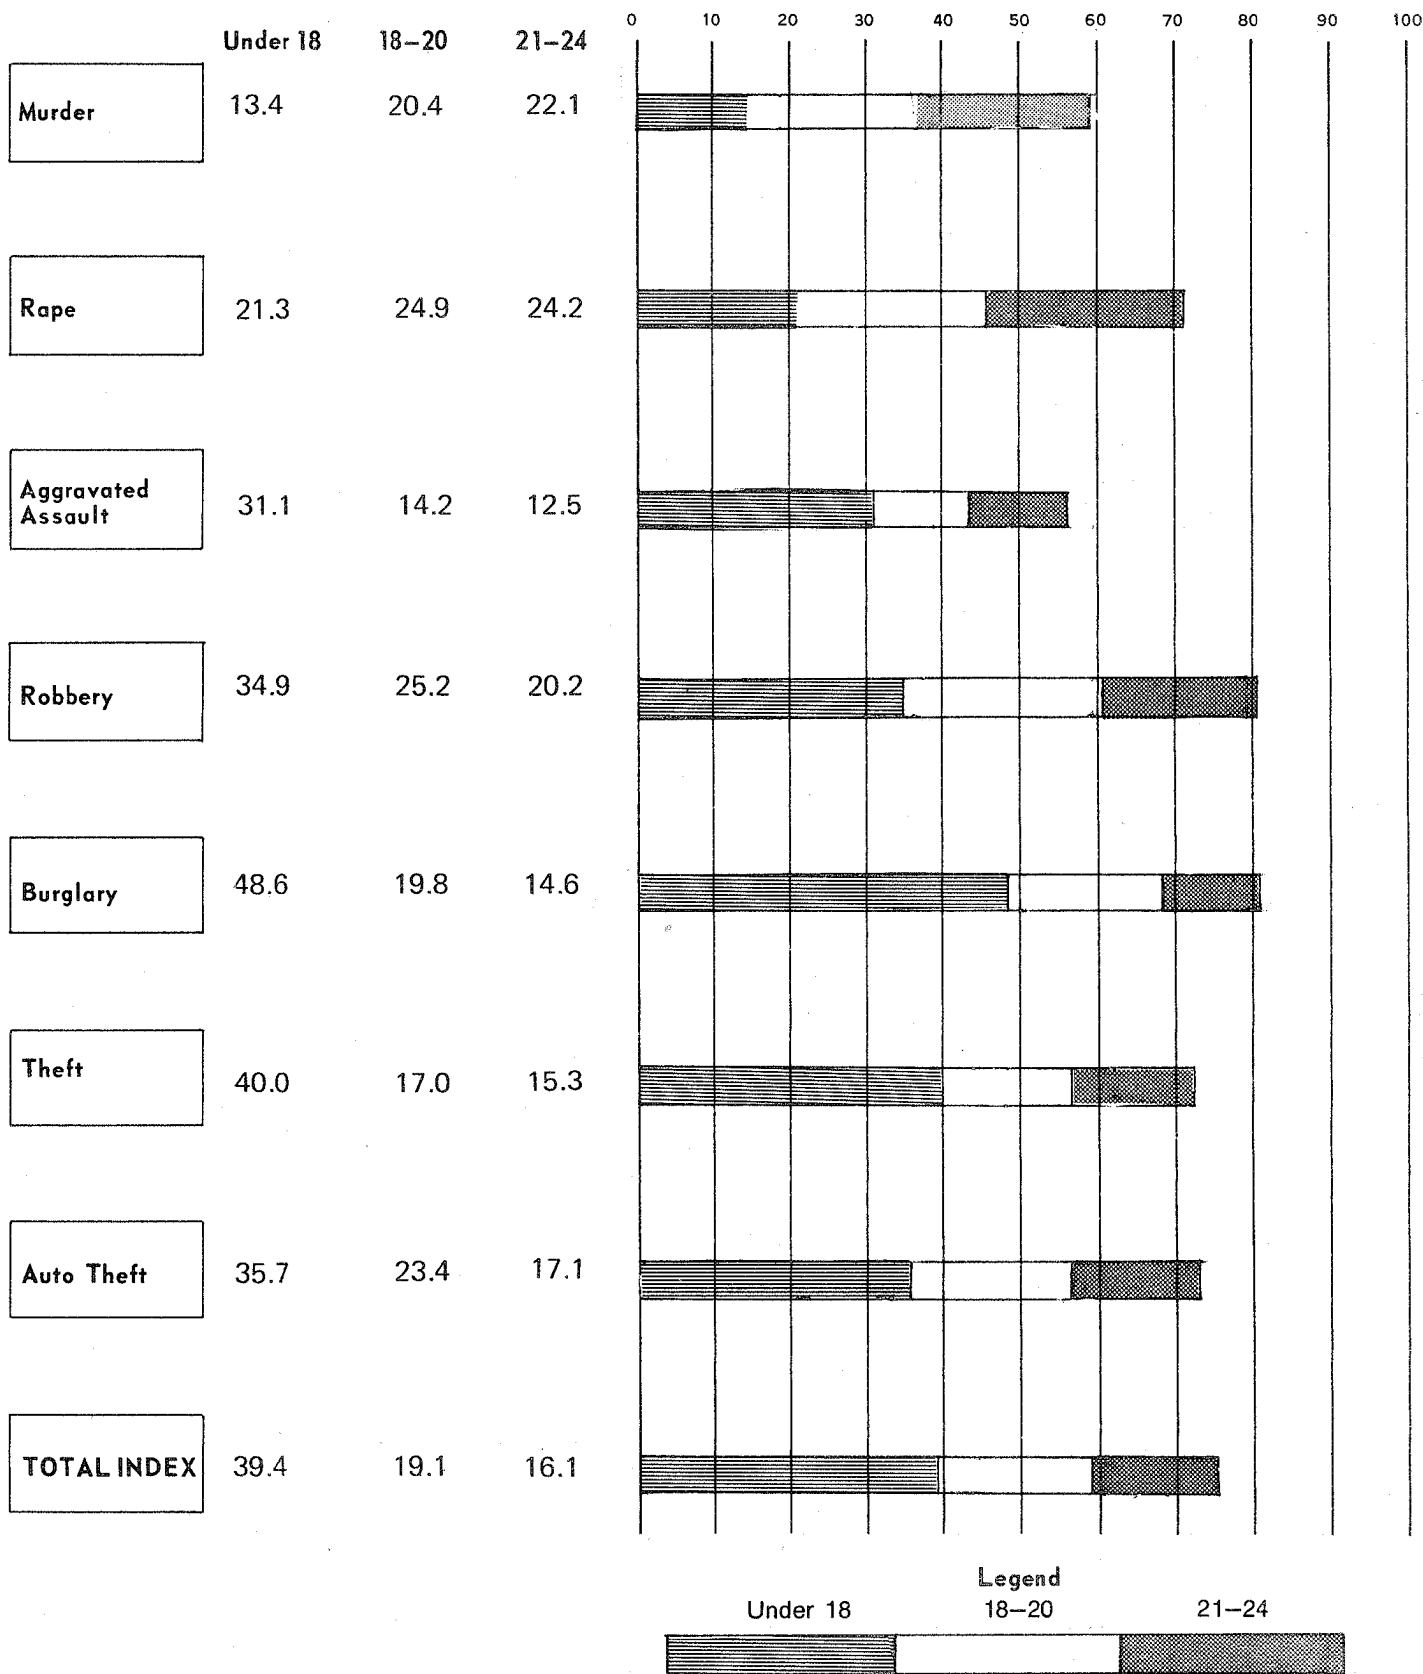 0 10 20 30 40 50 60 70 80 90 100
Under 18 18–20 21–24
Murder 13.4 20.4 22.1
Rape 21.3 24.9 24.2
Aggravated
Assault 31.1 14.2 12.5
Robbery 34.9 25.2 20.2
Burglary 48.6 19.8 14.6
Theft 40.0 17.0 15.3
Auto Theft 35.7 23.4 17.1
TOTAL INDEX 39.4 19.1 16.1
Legend
Under 18 18–20 21–24